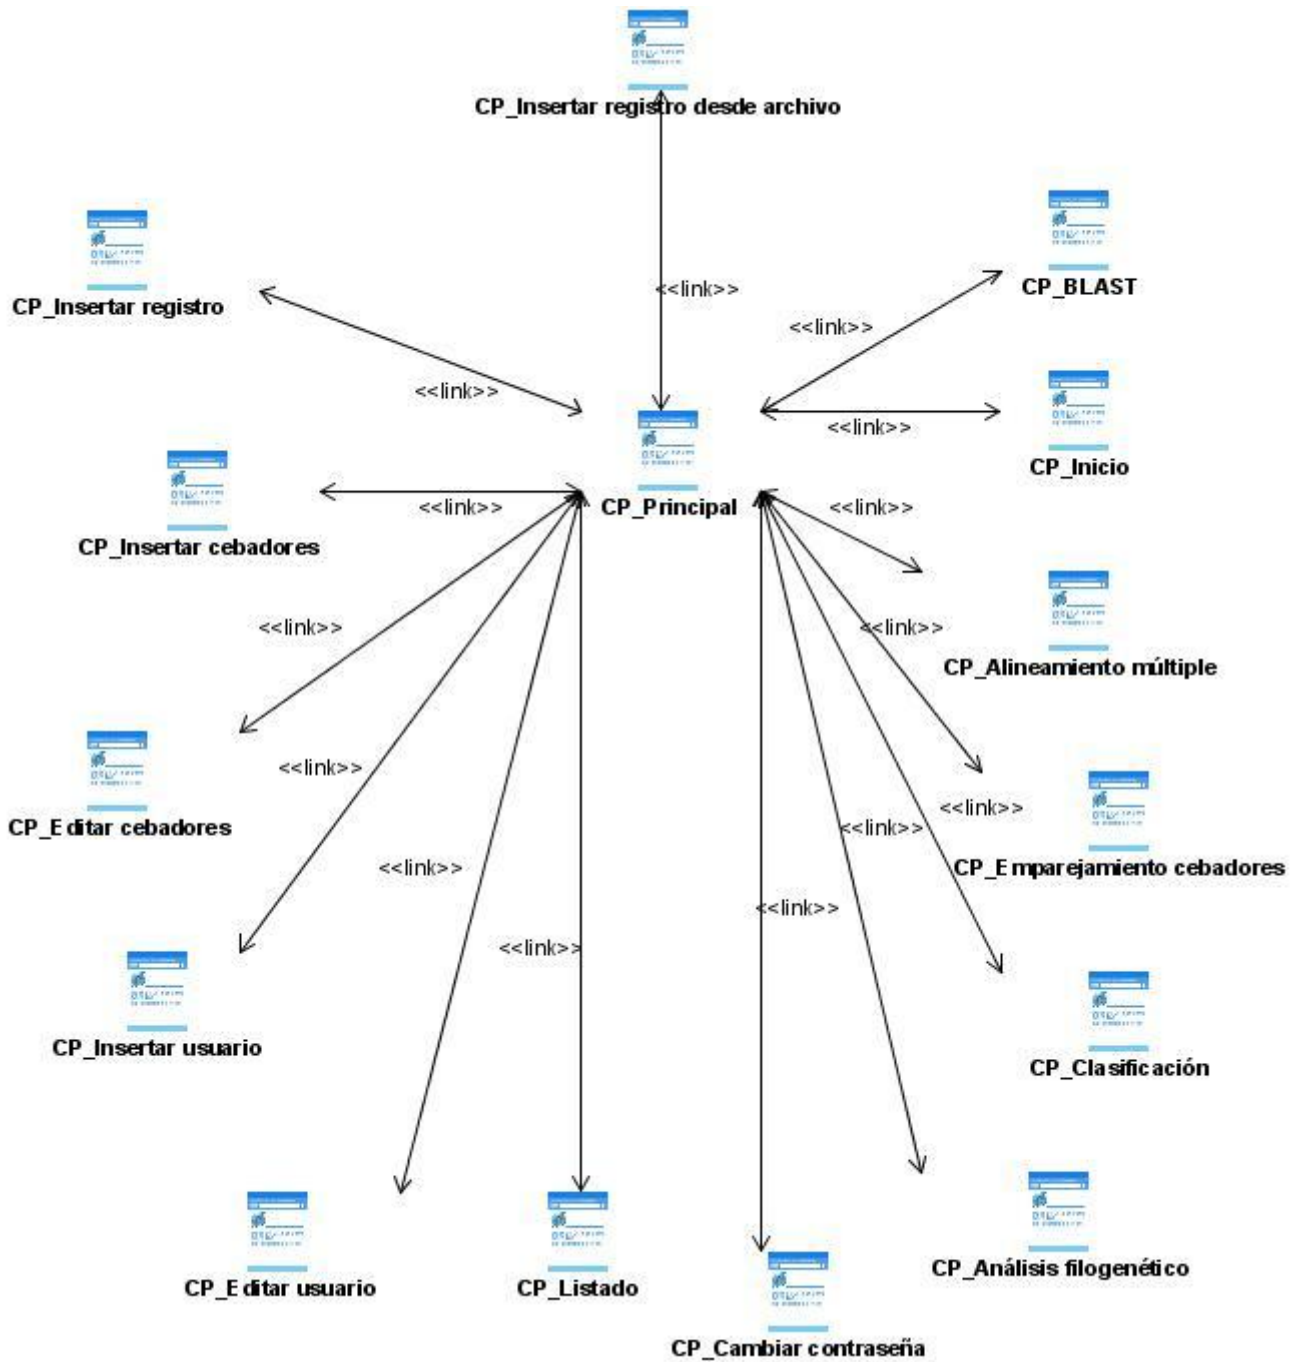 CP_Insertar registro desde archivo
CP_Insertar registro
<<link>>
CP_BLAST
<<link>>
<<link>>
<<link>>
CP_Inicio
CP_Principal
<<link>>
<<link>>
<<link>>
CP_Insertar cebadores
<<link>>
<<link>>
CP_Alineamiento múltiple
<<link>>
CP_Editar cebadores
<<link>>
<<link>>
<<link>>
CP_Emparejamiento cebadores
<<link>>
<<link>>
CP_Insertar usuario
CP_Clasificación
CP_Editar usuario
CP_Listado
CP_Análisis filogenético
CP_Cambiar contraseña